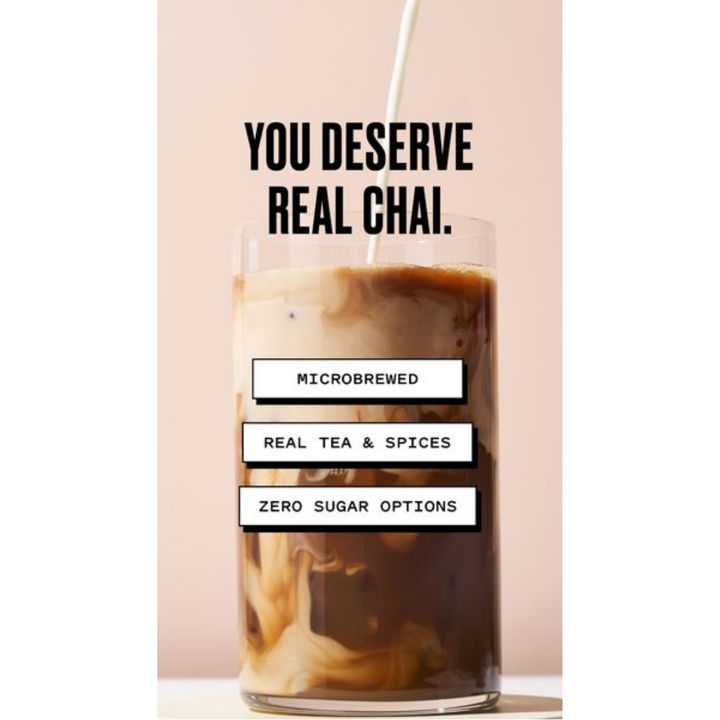 YOU DESERVE
REAL CHAI.
MICROBREWED
REAL TEA & SPICES
ZERO SUGAR OPTIONS